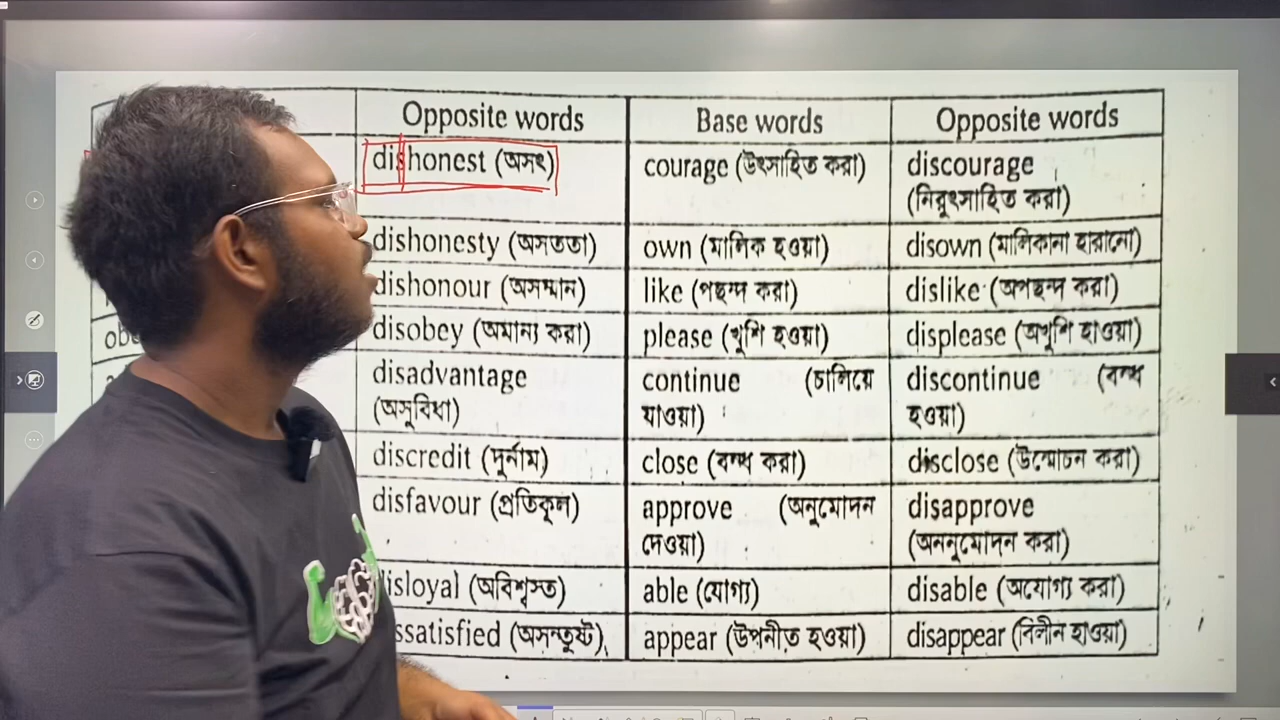 Opposite words Base words Opposite words
dishonest (অসৎ) courage (উৎসাহিত করা) discourage
(নিরুৎসাহিত করা)
dishonesty (অসততা) own (মালিক হওয়া) disown (মালিকানা হারানো)
dishonour (অসম্মান) like (পছন্দ করা) dislike (অপছন্দ করা)
disobey (অমান্য করা) please (খুশি হওয়া) displease (অখুশি হাওয়া)
disadvantage continue (চালিয়ে discontinue (বন্ধ
(অসুবিধা) যাওয়া) হওয়া)
discredit (দুর্নাম) close (বন্ধ করা) disclose (উন্মোচন করা)
disfavour (প্রতিকূল) approve (অনুমোদন disapprove
দেওয়া) (অননুমোদন করা)
isloyal (অবিশ্বস্ত) able (যোগ্য) disable (অযোগ্য করা)
ssatisfied (অসন্তুষ্ট) appear (উপনীত হওয়া) disappear (বিলীন হাওয়া)